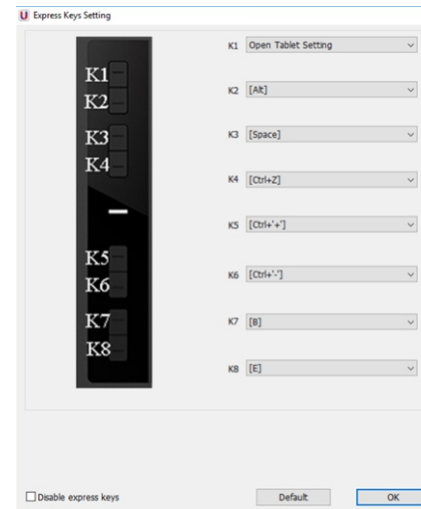 U Express Keys Setting
K1 K1 Open Tablet Setting
K2 K2 [Alt]
K3 K3 [Space]
K4 K4 [Ctrl+Z]
K5 K5 [Ctrl+'+']
K6 K6 [Ctrl+'-']
K7 K7 [B]
K8 K8 [E]
Disable express keys Default OK